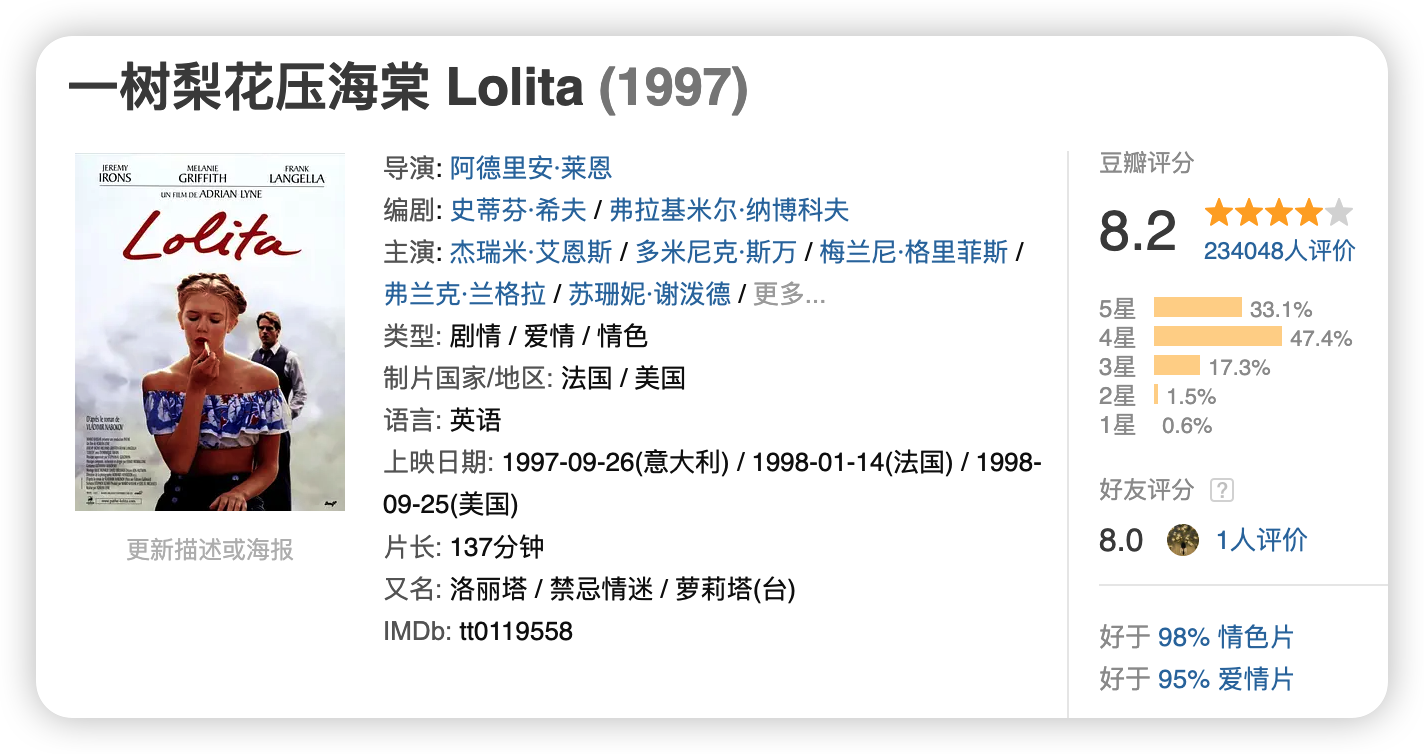 一树梨花压海棠 Lolita (1997)
JEREMY IRONS
MELANIE GRIFFITH
FRANK LANGELLA
UN FILM DE ADRIAN LYNE
Lolita
D'après le roman de
VLADIMIR NABOKOV
更新描述或海报
导演: 阿德里安·莱恩
编剧: 史蒂芬·希夫 / 弗拉基米尔·纳博科夫
主演: 杰瑞米·艾恩斯 / 多米尼克·斯万 / 梅兰尼·格里菲斯 /
弗兰克·兰格拉 / 苏珊妮·谢泼德 / 更多...
类型: 剧情 / 爱情 / 情色
制片国家/地区: 法国 / 美国
语言: 英语
上映日期: 1997-09-26(意大利) / 1998-01-14(法国) / 1998-
09-25(美国)
片长: 137分钟
又名: 洛丽塔 / 禁忌情迷 / 萝莉塔(台)
IMDb: tt0119558
豆瓣评分
8.2
234048人评价
5星 33.1%
4星 47.4%
3星 17.3%
2星 1.5%
1星 0.6%
好友评分 ?
8.0 1人评价
好于 98% 情色片
好于 95% 爱情片